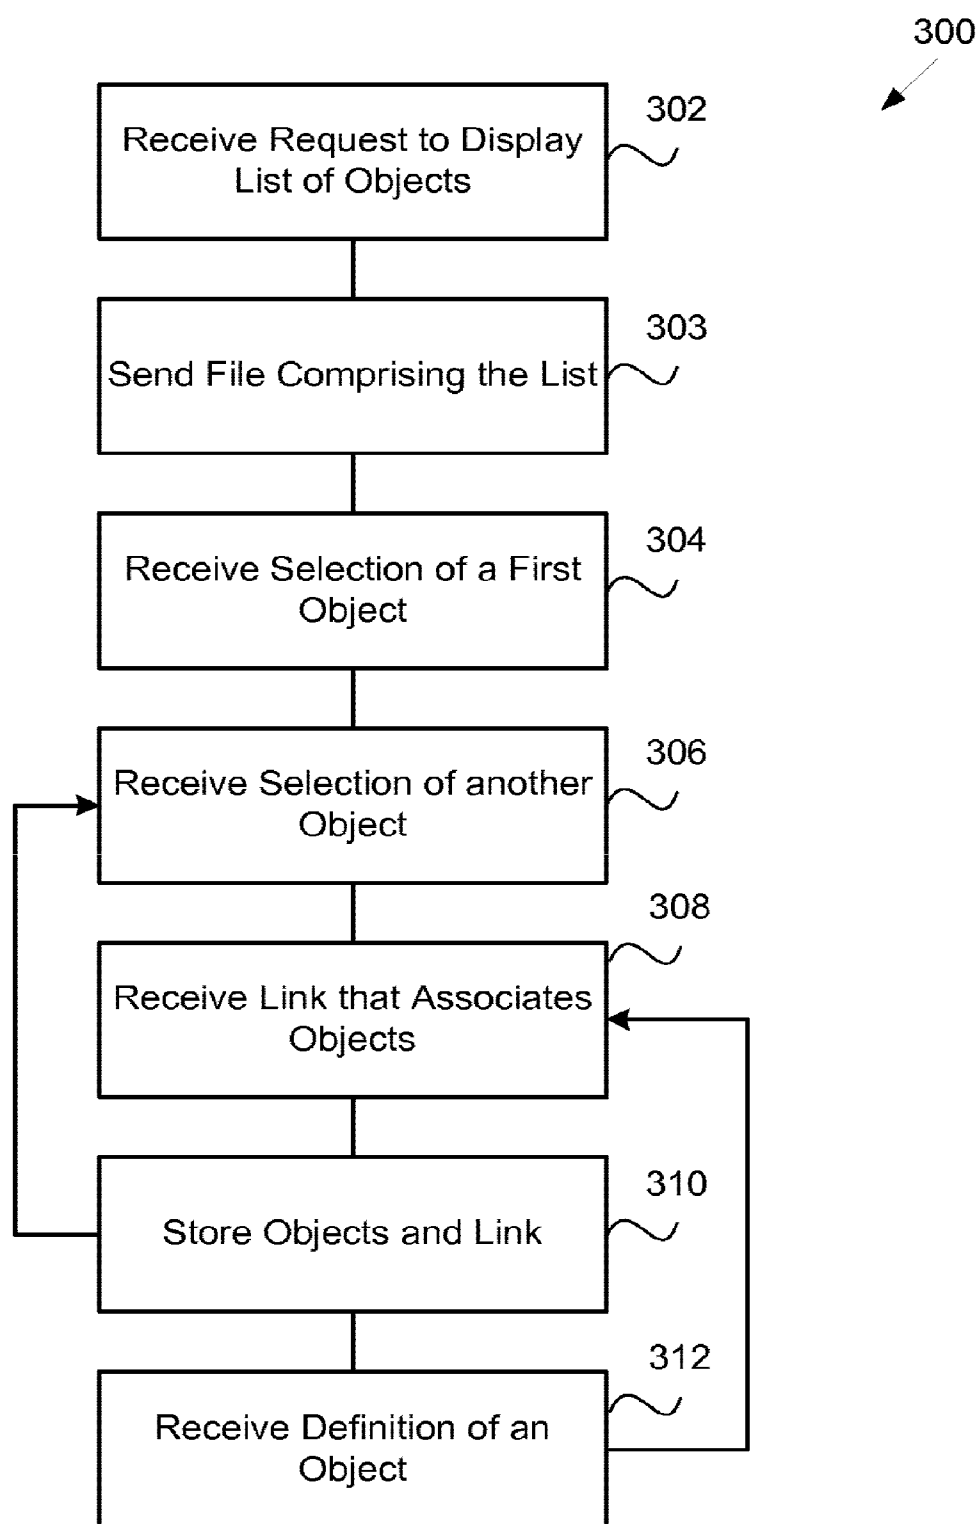 300
302
Receive Request to Display
List of Objects
303
Send File Comprising the List
304
Receive Selection of a First
Object
306
Receive Selection of another
Object
308
Receive Link that Associates
Objects
310
Store Objects and Link
312
Receive Definition of an
Object